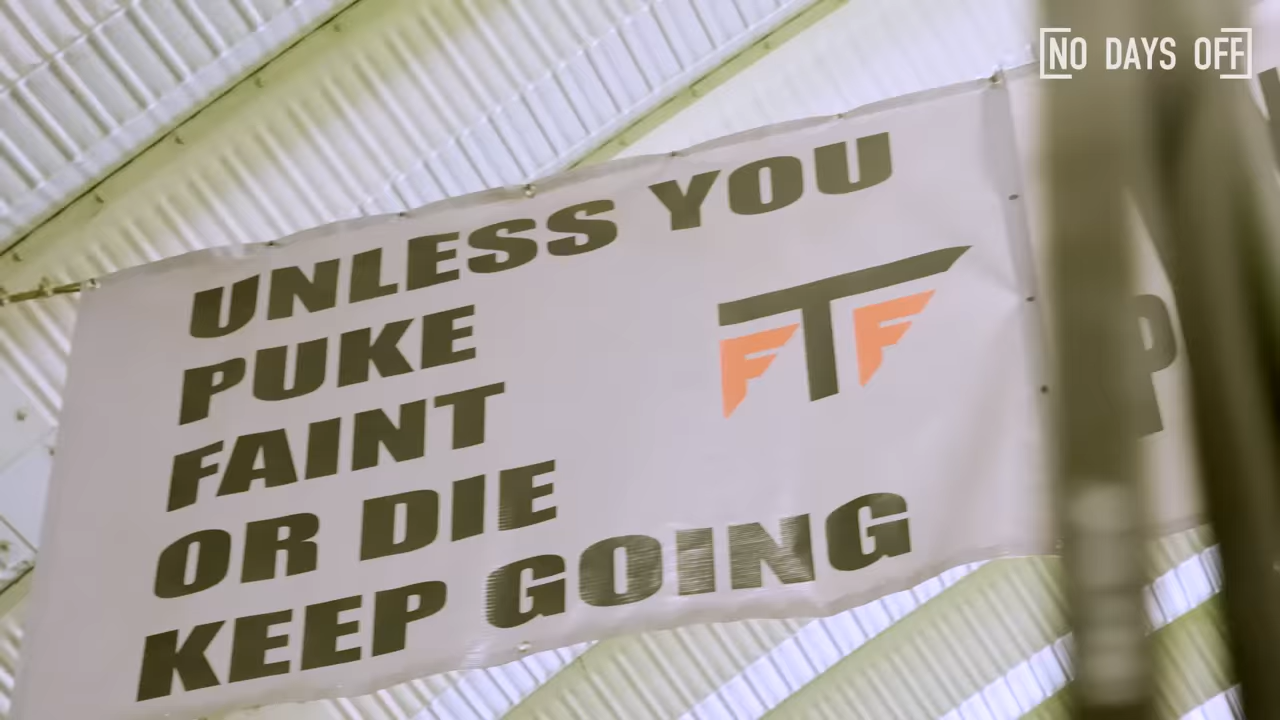 NO DAYS OFF
UNLESS YOU
PUKE
FAINT
OR DIE
KEEP GOING
FTF
P